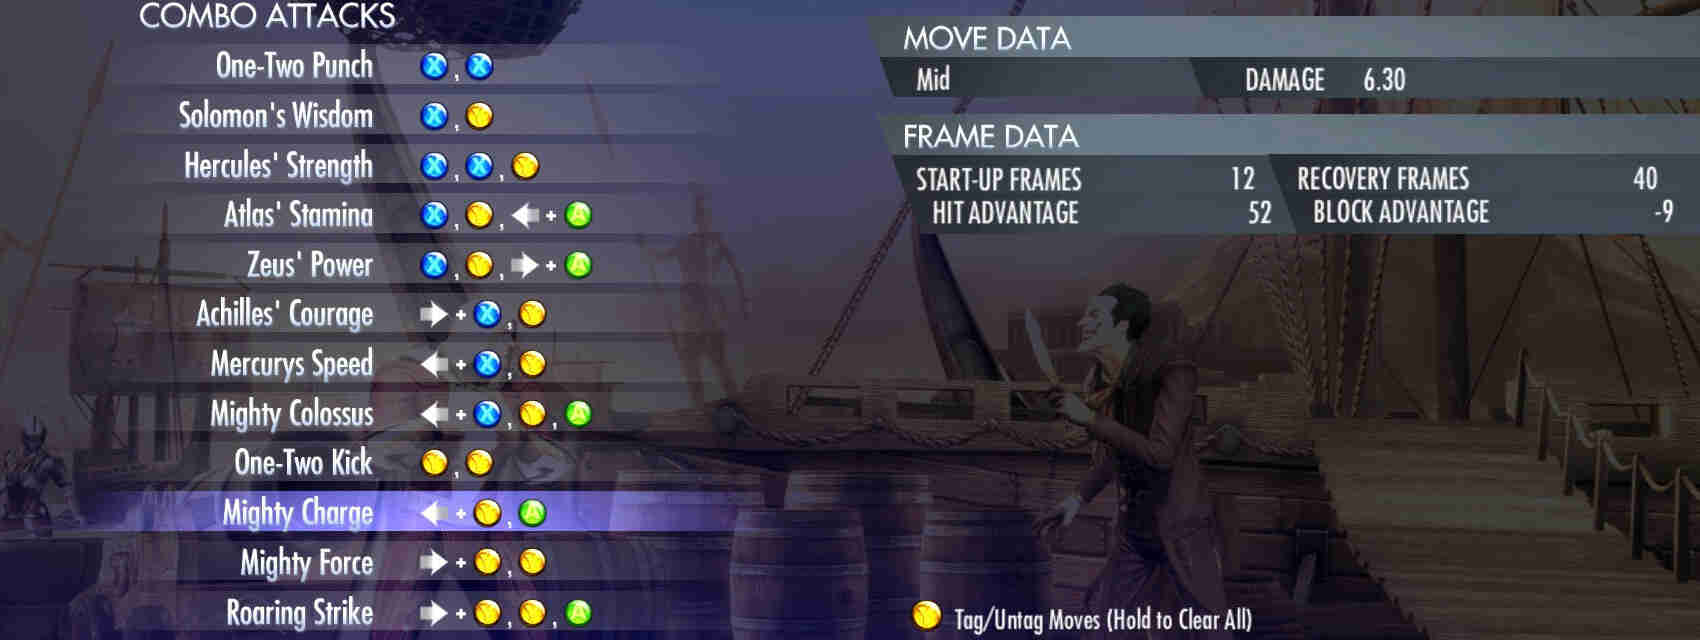 COMBO ATTACKS
One-Two Punch X , X
Solomon's Wisdom X , Y
Hercules' Strength X , X , Y
Atlas' Stamina X , Y , ← + A
Zeus' Power X , Y , → + A
Achilles' Courage → + X , Y
Mercurys Speed ← + X , Y
Mighty Colossus ← + X , Y , A
One-Two Kick Y , Y
Mighty Charge ← + Y , A
Mighty Force → + Y , Y
Roaring Strike → + Y , Y , A
MOVE DATA
Mid DAMAGE 6.30
FRAME DATA
START-UP FRAMES 12 RECOVERY FRAMES 40
HIT ADVANTAGE 52 BLOCK ADVANTAGE -9
Y Tag/Untag Moves (Hold to Clear All)